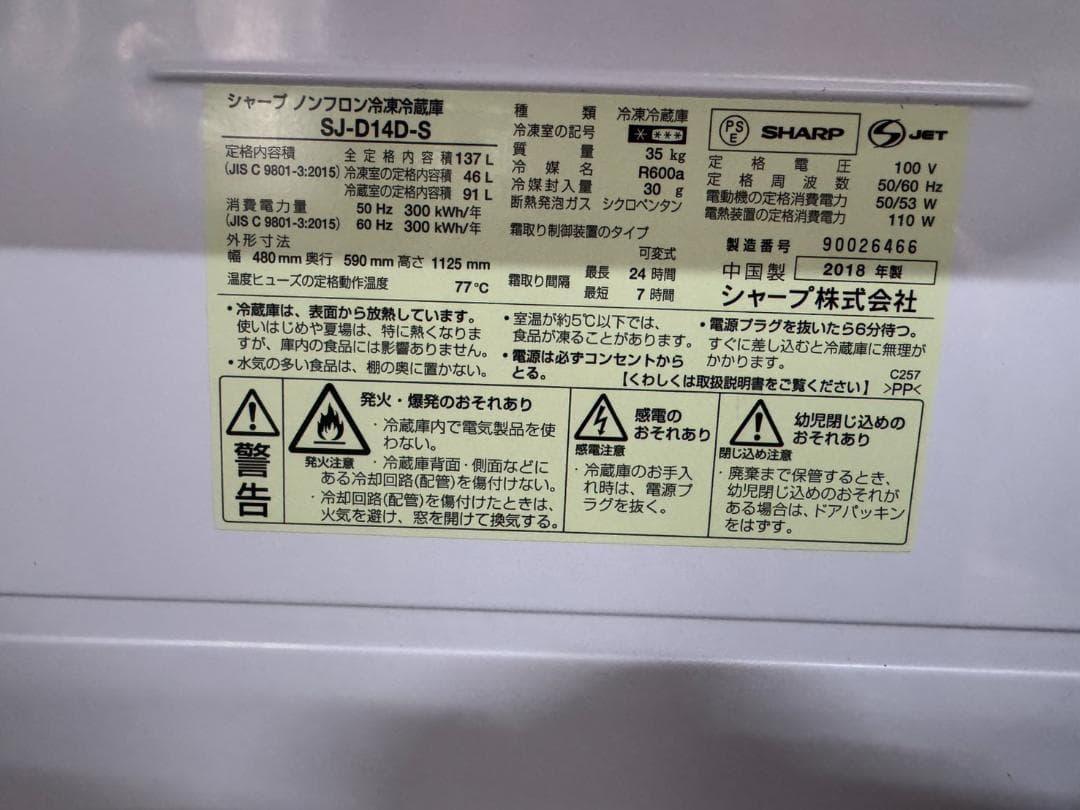 シャープ ノンフロン冷凍冷蔵庫
SJ-D14D-S
定格内容積
(JIS C 9801-3:2015)
全定格内容積 137 L
冷凍室の定格内容積 46 L
冷蔵室の定格内容積 91 L
消費電力量
(JIS C 9801-3:2015)
50 Hz 300 kWh/年
60 Hz 300 kWh/年
外形寸法
幅 480 mm 奥行 590 mm 高さ 1125 mm
温度ヒューズの定格動作温度 77℃
種類 冷凍冷蔵庫
冷凍室の記号 * ***
質量 35 kg
冷媒名 R600a
冷媒封入量 30 g
断熱発泡ガス シクロペンタン
霜取り制御装置のタイプ
可変式
霜取り間隔 最長 24 時間
最短 7 時間
PSE SHARP S-JET
定格電圧 100 V
定格周波数 50/60 Hz
電動機の定格消費電力 50/53 W
電熱装置の定格消費電力 110 W
製造番号 90026466
中国製 2018 年製
シャープ株式会社
・冷蔵庫は、表面から放熱しています。
使いはじめや夏場は、特に熱くなりま
すが、庫内の食品には影響ありません。
・水気の多い食品は、棚の奥に置かない。
・室温が約5℃以下では、
食品が凍ることがあります。
・電源は必ずコンセントから
とる。
・電源プラグを抜いたら6分待つ。
すぐに差し込むと冷蔵庫に無理が
かかります。
C257
【くわしくは取扱説明書をご覧ください】 >PP<
警告
発火・爆発のおそれあり
発火注意
・冷蔵庫内で電気製品を使
わない。
・冷蔵庫背面・側面などに
ある冷却回路(配管)を傷付けない。
・冷却回路(配管)を傷付けたときは、
火気を避け、窓を開けて換気する。
感電の
おそれあり
感電注意
・冷蔵庫のお手入
れ時は、電源プ
ラグを抜く。
幼児閉じ込めの
おそれあり
閉じ込め注意
・廃棄まで保管するとき、
幼児閉じ込めのおそれが
ある場合は、ドアパッキン
をはずす。